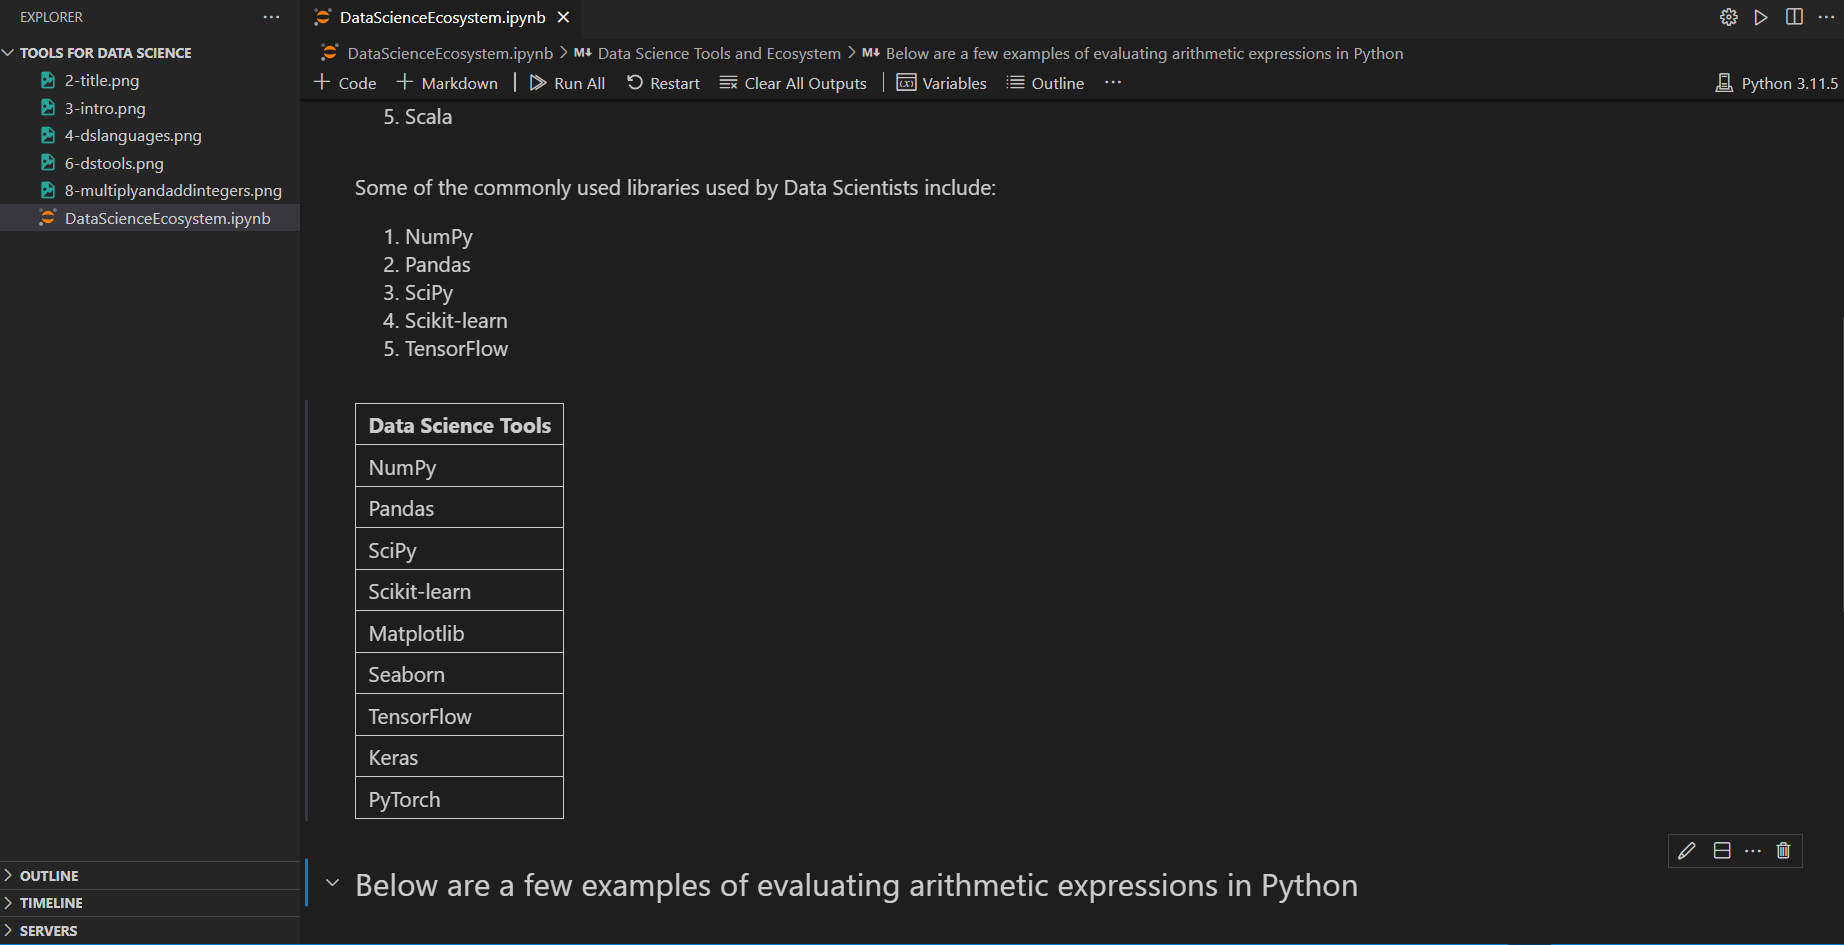 EXPLORER
TOOLS FOR DATA SCIENCE
2-title.png
3-intro.png
4-dslanguages.png
6-dstools.png
8-multiplyandaddintegers.png
DataScienceEcosystem.ipynb
OUTLINE
TIMELINE
SERVERS
DataScienceEcosystem.ipynb
DataScienceEcosystem.ipynb > M↓ Data Science Tools and Ecosystem > M↓ Below are a few examples of evaluating arithmetic expressions in Python
+ Code + Markdown | Run All Restart Clear All Outputs | Variables Outline ··· Python 3.11.5
5. Scala
Some of the commonly used libraries used by Data Scientists include:
1. NumPy
2. Pandas
3. SciPy
4. Scikit-learn
5. TensorFlow
Data Science Tools
NumPy
Pandas
SciPy
Scikit-learn
Matplotlib
Seaborn
TensorFlow
Keras
PyTorch
Below are a few examples of evaluating arithmetic expressions in Python